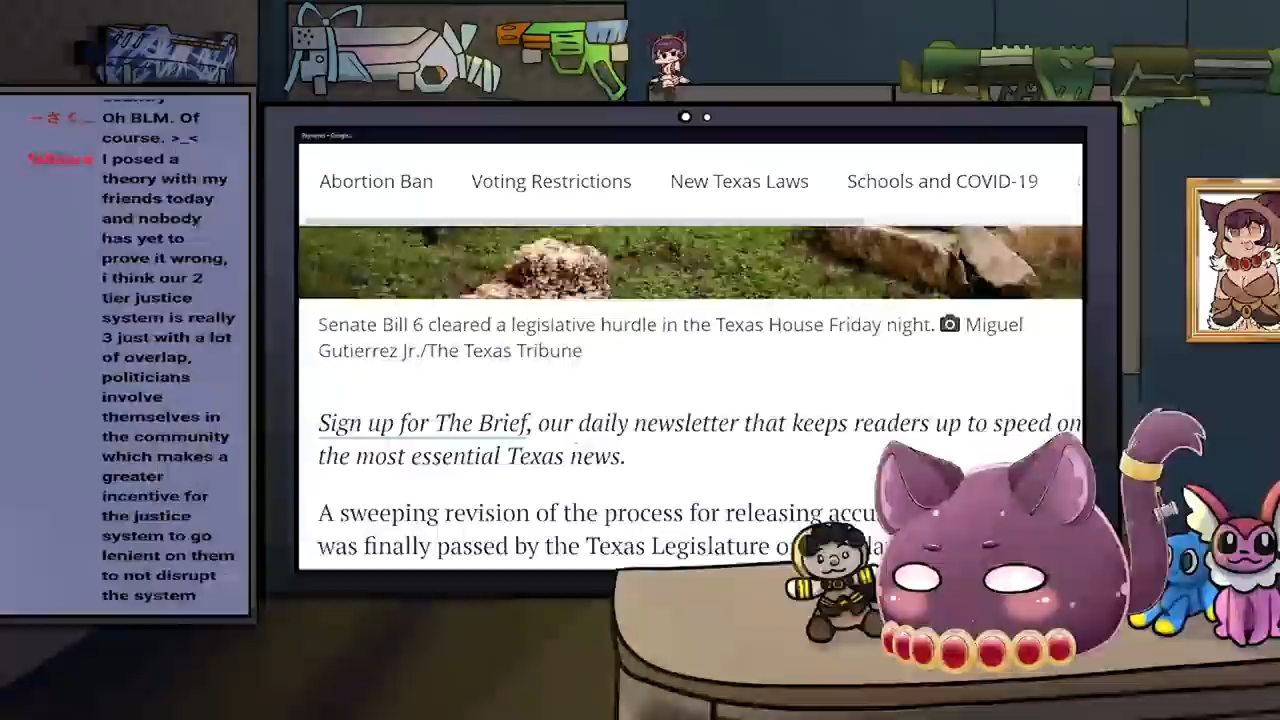 Oh BLM. Of
course. >_<
I posed a
theory with my
friends today
and nobody
has yet to
prove it wrong,
i think our 2
tier justice
system is really
3 just with a lot
of overlap,
politicians
involve
themselves in
the community
which makes a
greater
incentive for
the justice
system to go
lenient on them
to not disrupt
the system
Abortion Ban Voting Restrictions New Texas Laws Schools and COVID-19
Senate Bill 6 cleared a legislative hurdle in the Texas House Friday night. Miguel
Gutierrez Jr./The Texas Tribune
Sign up for The Brief, our daily newsletter that keeps readers up to speed on
the most essential Texas news.
A sweeping revision of the process for releasing
was finally passed by the Texas Legislature